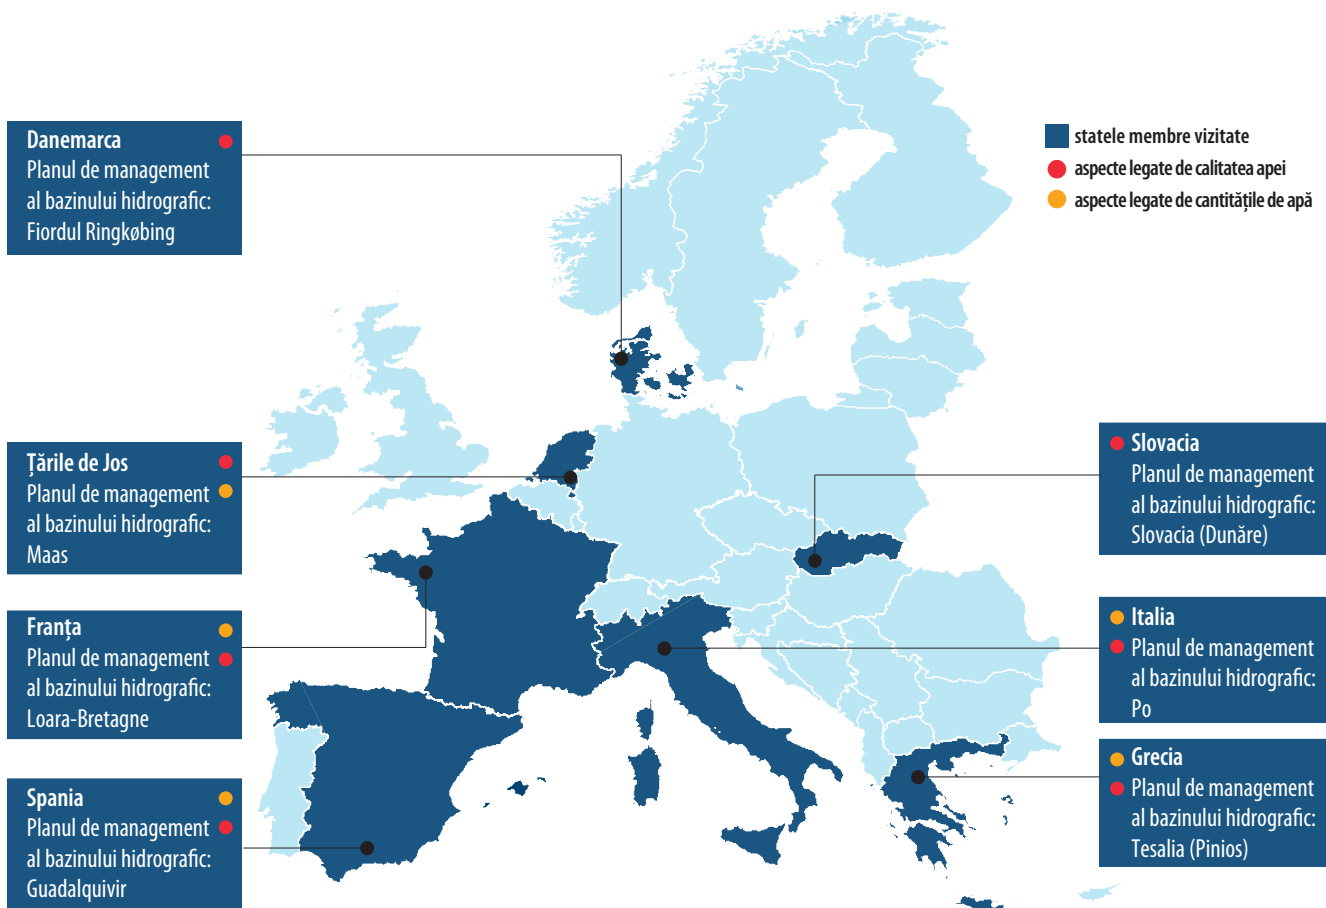 Danemarca
Planul de management
al bazinului hidrografic:
Fiordul Ringkøbing
statele membre vizitate
aspecte legate de calitatea apei
aspecte legate de cantitățile de apă
Țările de Jos
Planul de management
al bazinului hidrografic:
Maas
Franța
Planul de management
al bazinului hidrografic:
Loara-Bretagne
Spania
Planul de management
al bazinului hidrografic:
Guadalquivir
Slovacia
Planul de management
al bazinului hidrografic:
Slovacia (Dunăre)
Italia
Planul de management
al bazinului hidrografic:
Po
Grecia
Planul de management
al bazinului hidrografic:
Tesalia (Pinios)